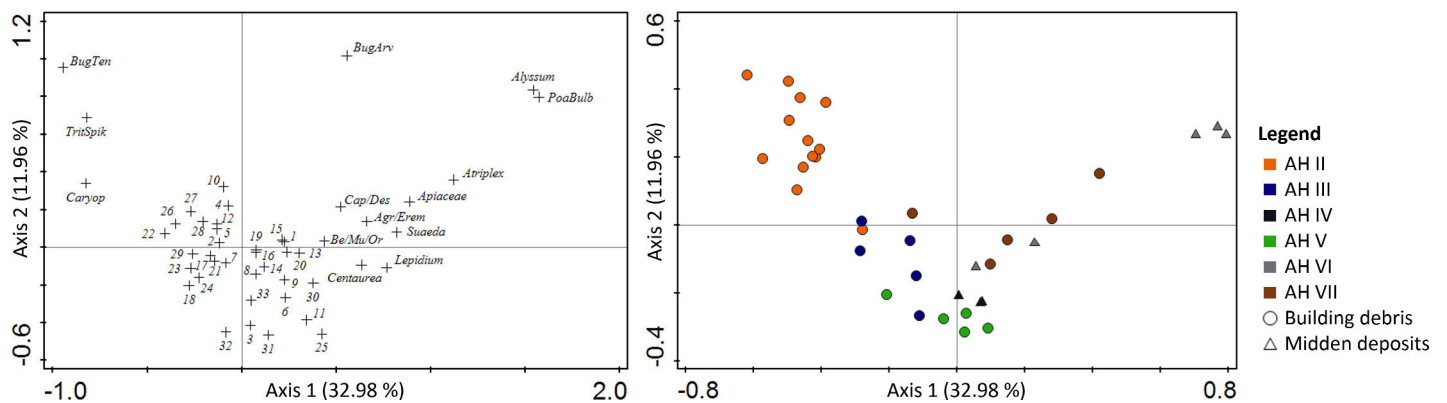 1.2
BugArv
BugTen
Alyssum
PoaBulb
TritSpik
Caryop
Atriplex
Apiaceae
Cap/Des
Agr/Erem
Suaeda
Be/Mu/Or
Lepidium
Centaurea
10
27
4
26
12
22
28
5
2
15
1
19
29
7
16
13
20
23
17
21
8
14
9
24
18
33
6
30
11
32
3
31
25
Axis 2 (11.96 %)
-0.6
-1.0
Axis 1 (32.98 %)
2.0
0.6
Axis 2 (11.96 %)
-0.4
-0.8
Axis 1 (32.98 %)
0.8
Legend
AH II
AH III
AH IV
AH V
AH VI
AH VII
Building debris
Midden deposits